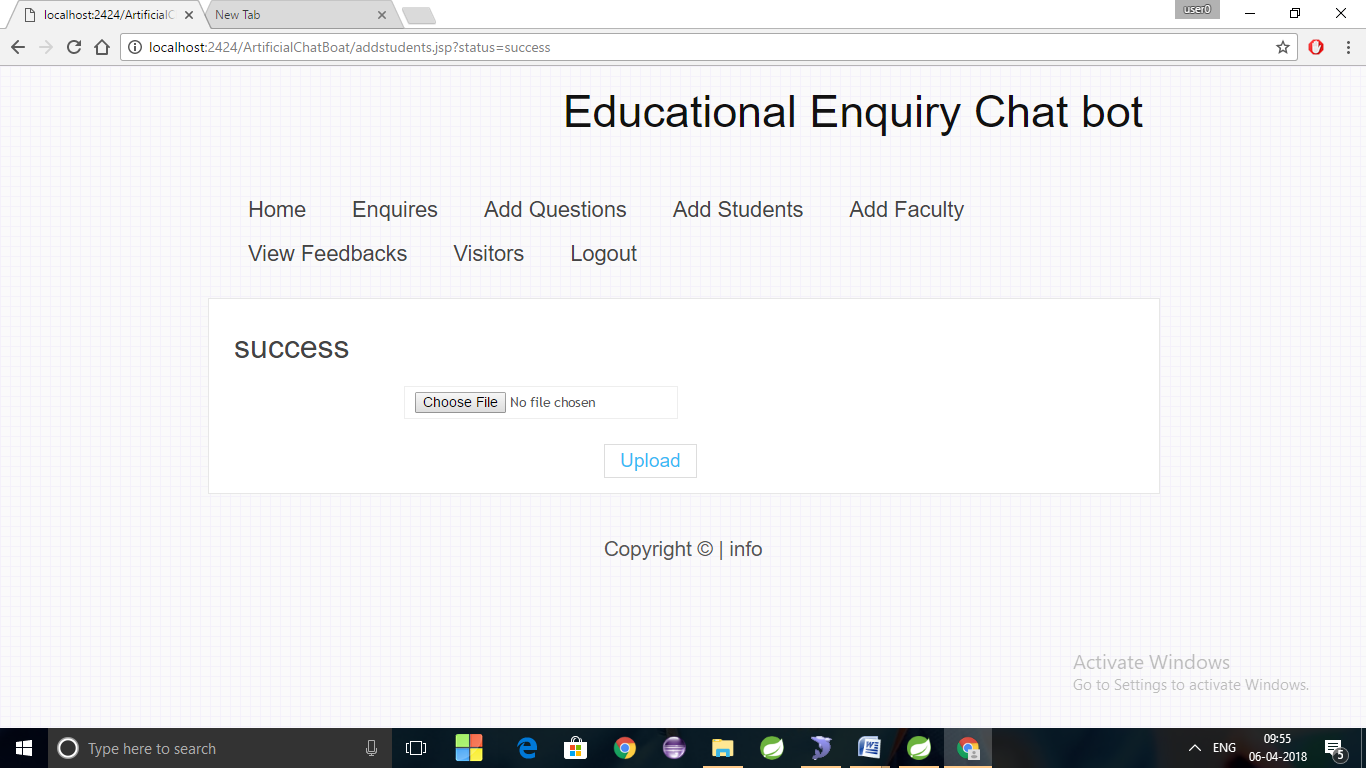 localhost:2424/ArtificialC
New Tab
user0
localhost:2424/ArtificialChatBoat/addstudents.jsp?status=success
Educational Enquiry Chat bot
Home Enquires Add Questions Add Students Add Faculty
View Feedbacks Visitors Logout
success
Choose File No file chosen
Upload
Copyright © | info
Activate Windows
Go to Settings to activate Windows.
Type here to search
ENG
09:55
06-04-2018
5